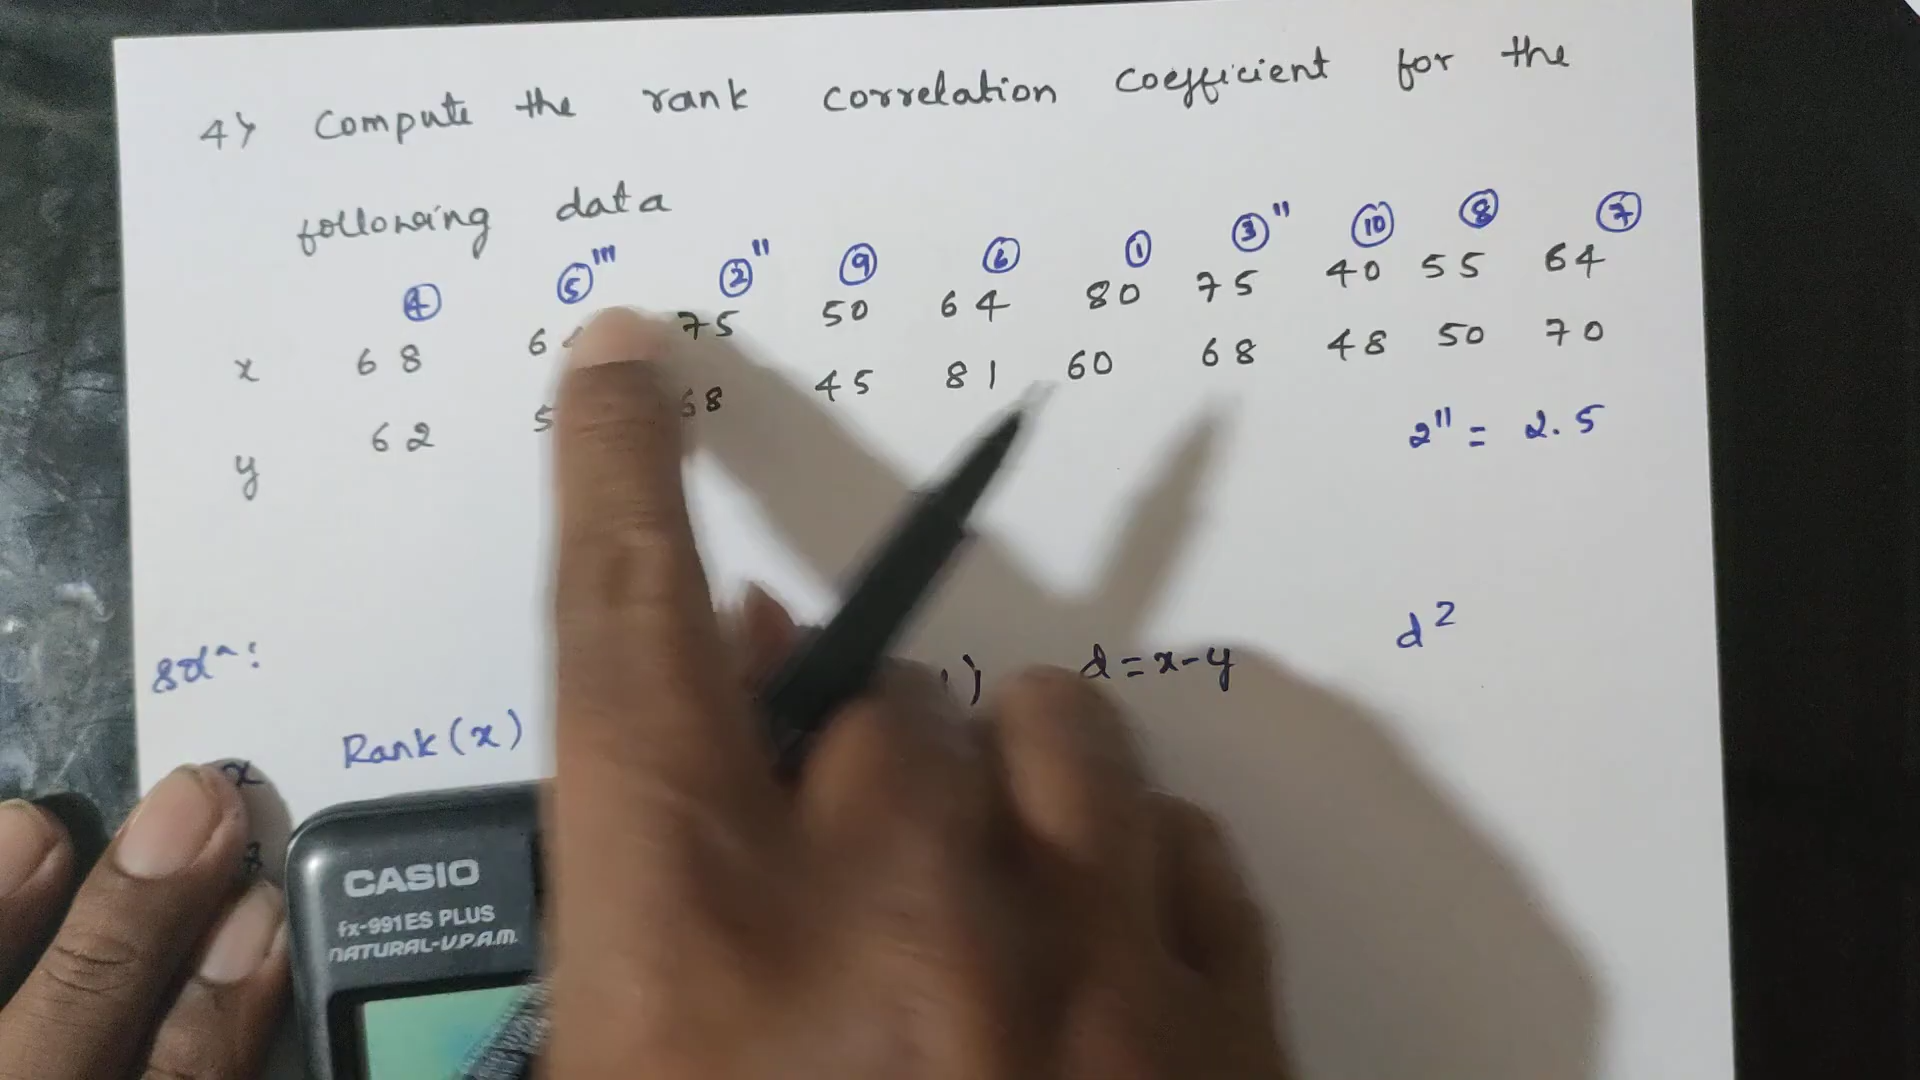 4) Compute the rank correlation coefficient for the
following data
4 5''' 2'' 9 6 1 3'' 10 8 7
x 68 75 50 64 80 75 40 55 64
y 62 68 45 81 60 68 48 50 70
2'' = 2.5
Soln:
Rank(x) d=x-y d²
x
CASIO
fx-991ES PLUS
NATURAL-V.P.A.M.